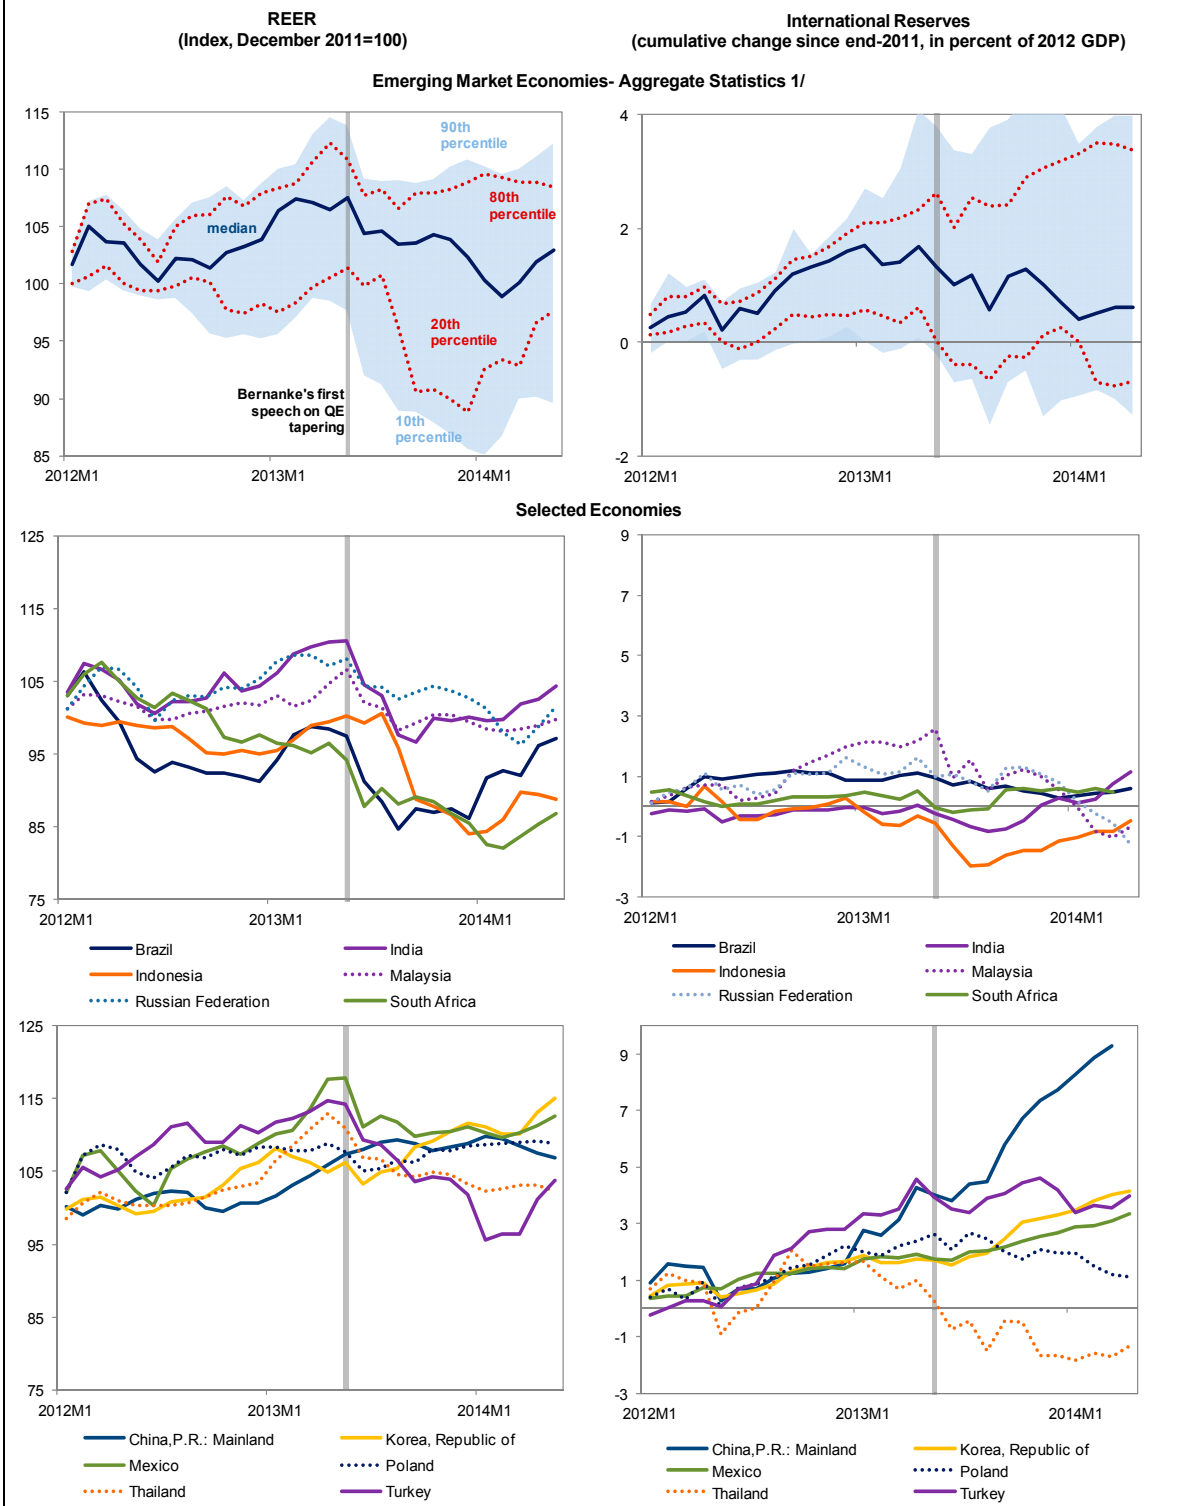 REER
(Index, December 2011=100)
International Reserves
(cumulative change since end-2011, in percent of 2012 GDP)
Emerging Market Economies- Aggregate Statistics 1/
115
110
105
100
95
90
85
2012M1
2013M1
2014M1
90th
percentile
80th
percentile
median
20th
percentile
Bernanke's first
speech on QE
tapering
10th
percentile
4
2
0
-2
2012M1
2013M1
2014M1
Selected Economies
125
115
105
95
85
75
2012M1
2013M1
2014M1
Brazil
India
Indonesia
Malaysia
Russian Federation
South Africa
9
7
5
3
1
-1
-3
2012M1
2013M1
2014M1
Brazil
India
Indonesia
Malaysia
Russian Federation
South Africa
125
115
105
95
85
75
2012M1
2013M1
2014M1
China,P.R.: Mainland
Korea, Republic of
Mexico
Poland
Thailand
Turkey
9
7
5
3
1
-1
-3
2012M1
2013M1
2014M1
China,P.R.: Mainland
Korea, Republic of
Mexico
Poland
Thailand
Turkey